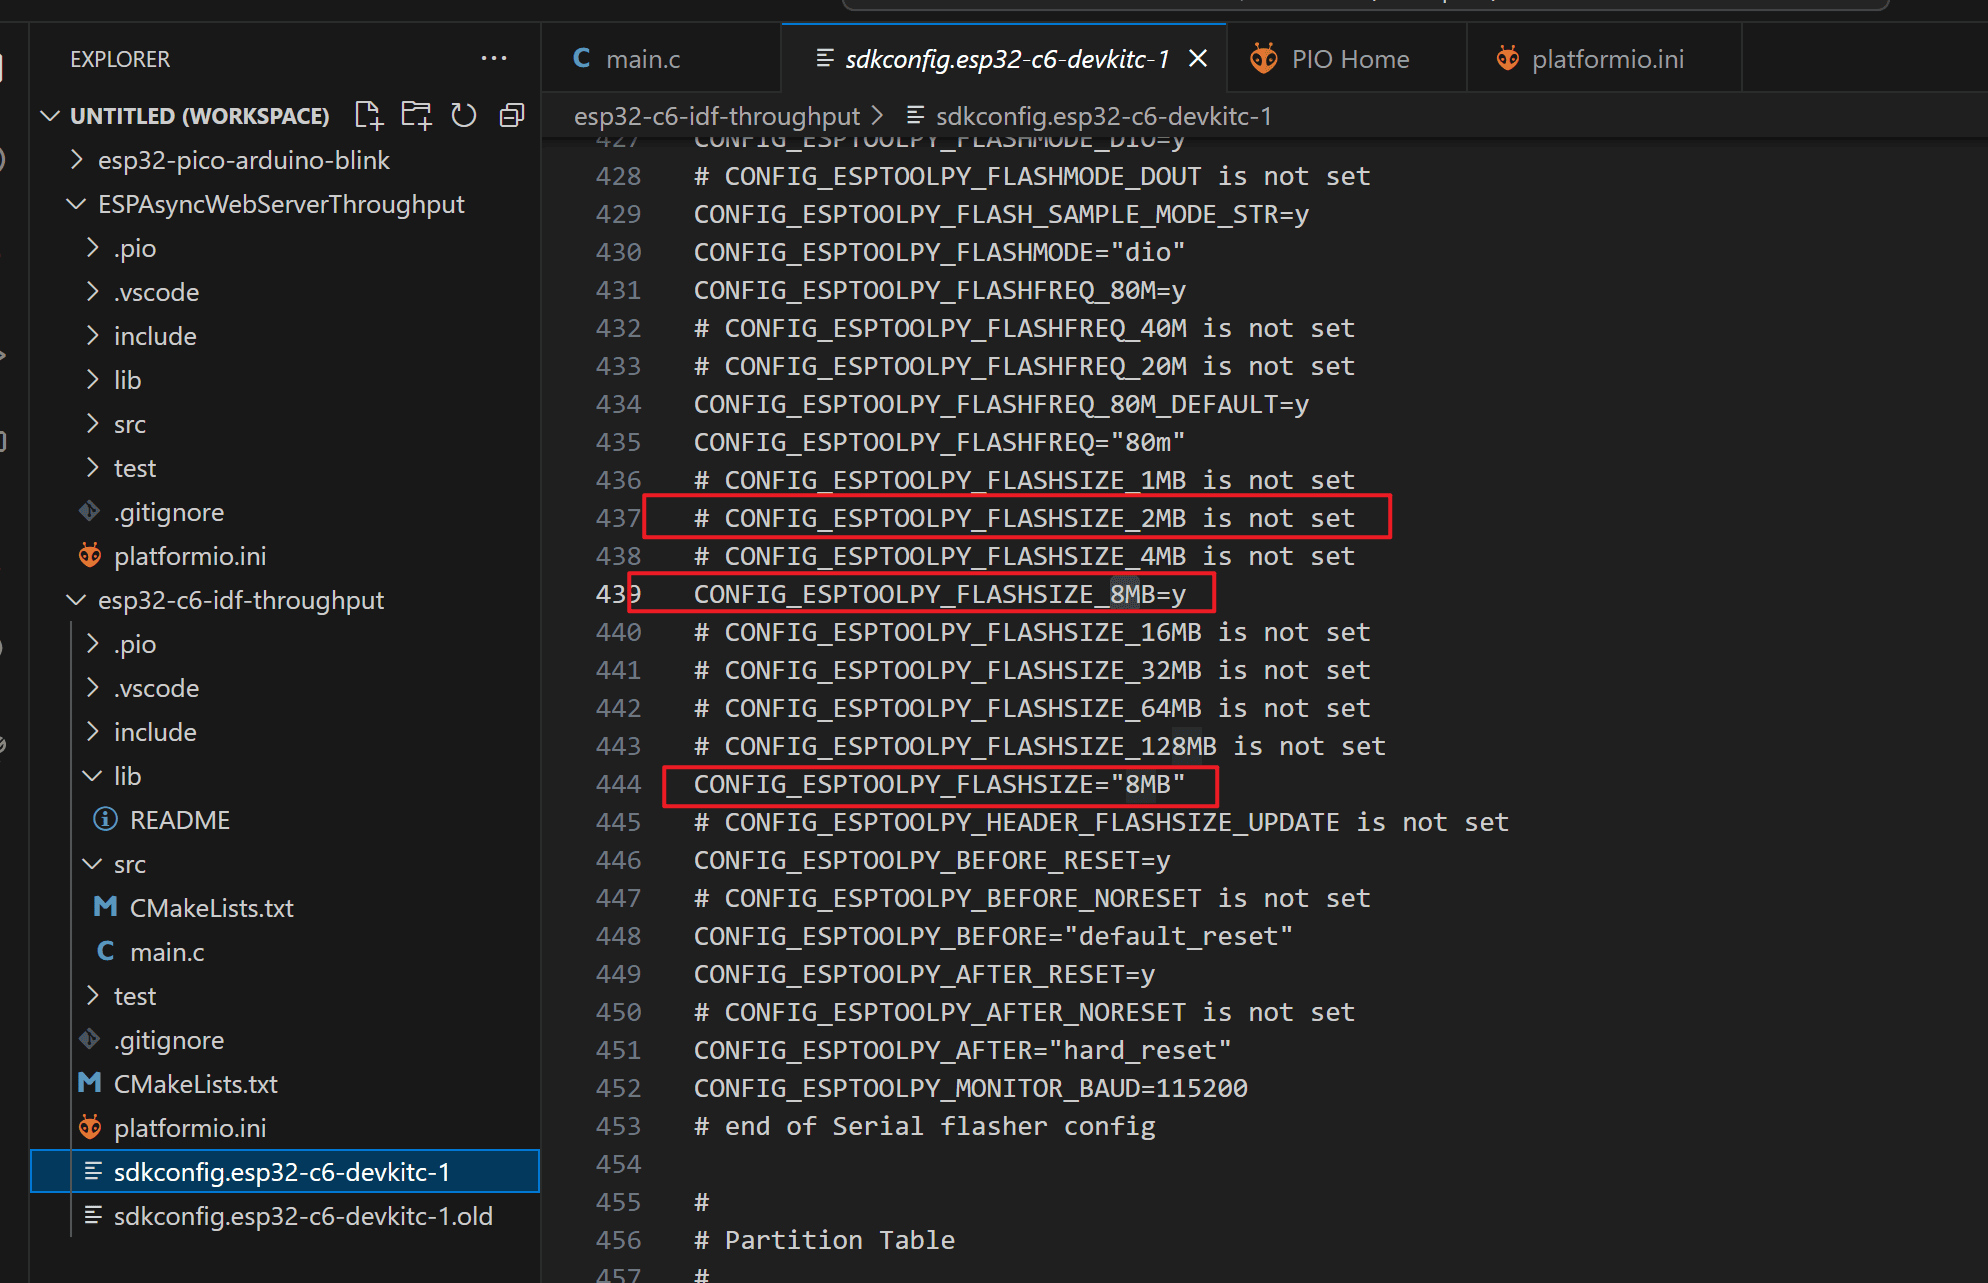 EXPLORER
UNTITLED (WORKSPACE)
esp32-pico-arduino-blink
ESPAsyncWebServerThroughput
.pio
.vscode
include
lib
src
test
.gitignore
platformio.ini
esp32-c6-idf-throughput
.pio
.vscode
include
lib
README
src
CMakeLists.txt
main.c
test
.gitignore
CMakeLists.txt
platformio.ini
sdkconfig.esp32-c6-devkitc-1
sdkconfig.esp32-c6-devkitc-1.old
main.c
sdkconfig.esp32-c6-devkitc-1
PIO Home
platformio.ini
esp32-c6-idf-throughput > sdkconfig.esp32-c6-devkitc-1
427 CONFIG_ESPTOOLPY_FLASHMODE_DIO=y
428 # CONFIG_ESPTOOLPY_FLASHMODE_DOUT is not set
429 CONFIG_ESPTOOLPY_FLASH_SAMPLE_MODE_STR=y
430 CONFIG_ESPTOOLPY_FLASHMODE="dio"
431 CONFIG_ESPTOOLPY_FLASHFREQ_80M=y
432 # CONFIG_ESPTOOLPY_FLASHFREQ_40M is not set
433 # CONFIG_ESPTOOLPY_FLASHFREQ_20M is not set
434 CONFIG_ESPTOOLPY_FLASHFREQ_80M_DEFAULT=y
435 CONFIG_ESPTOOLPY_FLASHFREQ="80m"
436 # CONFIG_ESPTOOLPY_FLASHSIZE_1MB is not set
437 # CONFIG_ESPTOOLPY_FLASHSIZE_2MB is not set
438 # CONFIG_ESPTOOLPY_FLASHSIZE_4MB is not set
439 CONFIG_ESPTOOLPY_FLASHSIZE_8MB=y
440 # CONFIG_ESPTOOLPY_FLASHSIZE_16MB is not set
441 # CONFIG_ESPTOOLPY_FLASHSIZE_32MB is not set
442 # CONFIG_ESPTOOLPY_FLASHSIZE_64MB is not set
443 # CONFIG_ESPTOOLPY_FLASHSIZE_128MB is not set
444 CONFIG_ESPTOOLPY_FLASHSIZE="8MB"
445 # CONFIG_ESPTOOLPY_HEADER_FLASHSIZE_UPDATE is not set
446 CONFIG_ESPTOOLPY_BEFORE_RESET=y
447 # CONFIG_ESPTOOLPY_BEFORE_NORESET is not set
448 CONFIG_ESPTOOLPY_BEFORE="default_reset"
449 CONFIG_ESPTOOLPY_AFTER_RESET=y
450 # CONFIG_ESPTOOLPY_AFTER_NORESET is not set
451 CONFIG_ESPTOOLPY_AFTER="hard_reset"
452 CONFIG_ESPTOOLPY_MONITOR_BAUD=115200
453 # end of Serial flasher config
454
455 #
456 # Partition Table
457 #